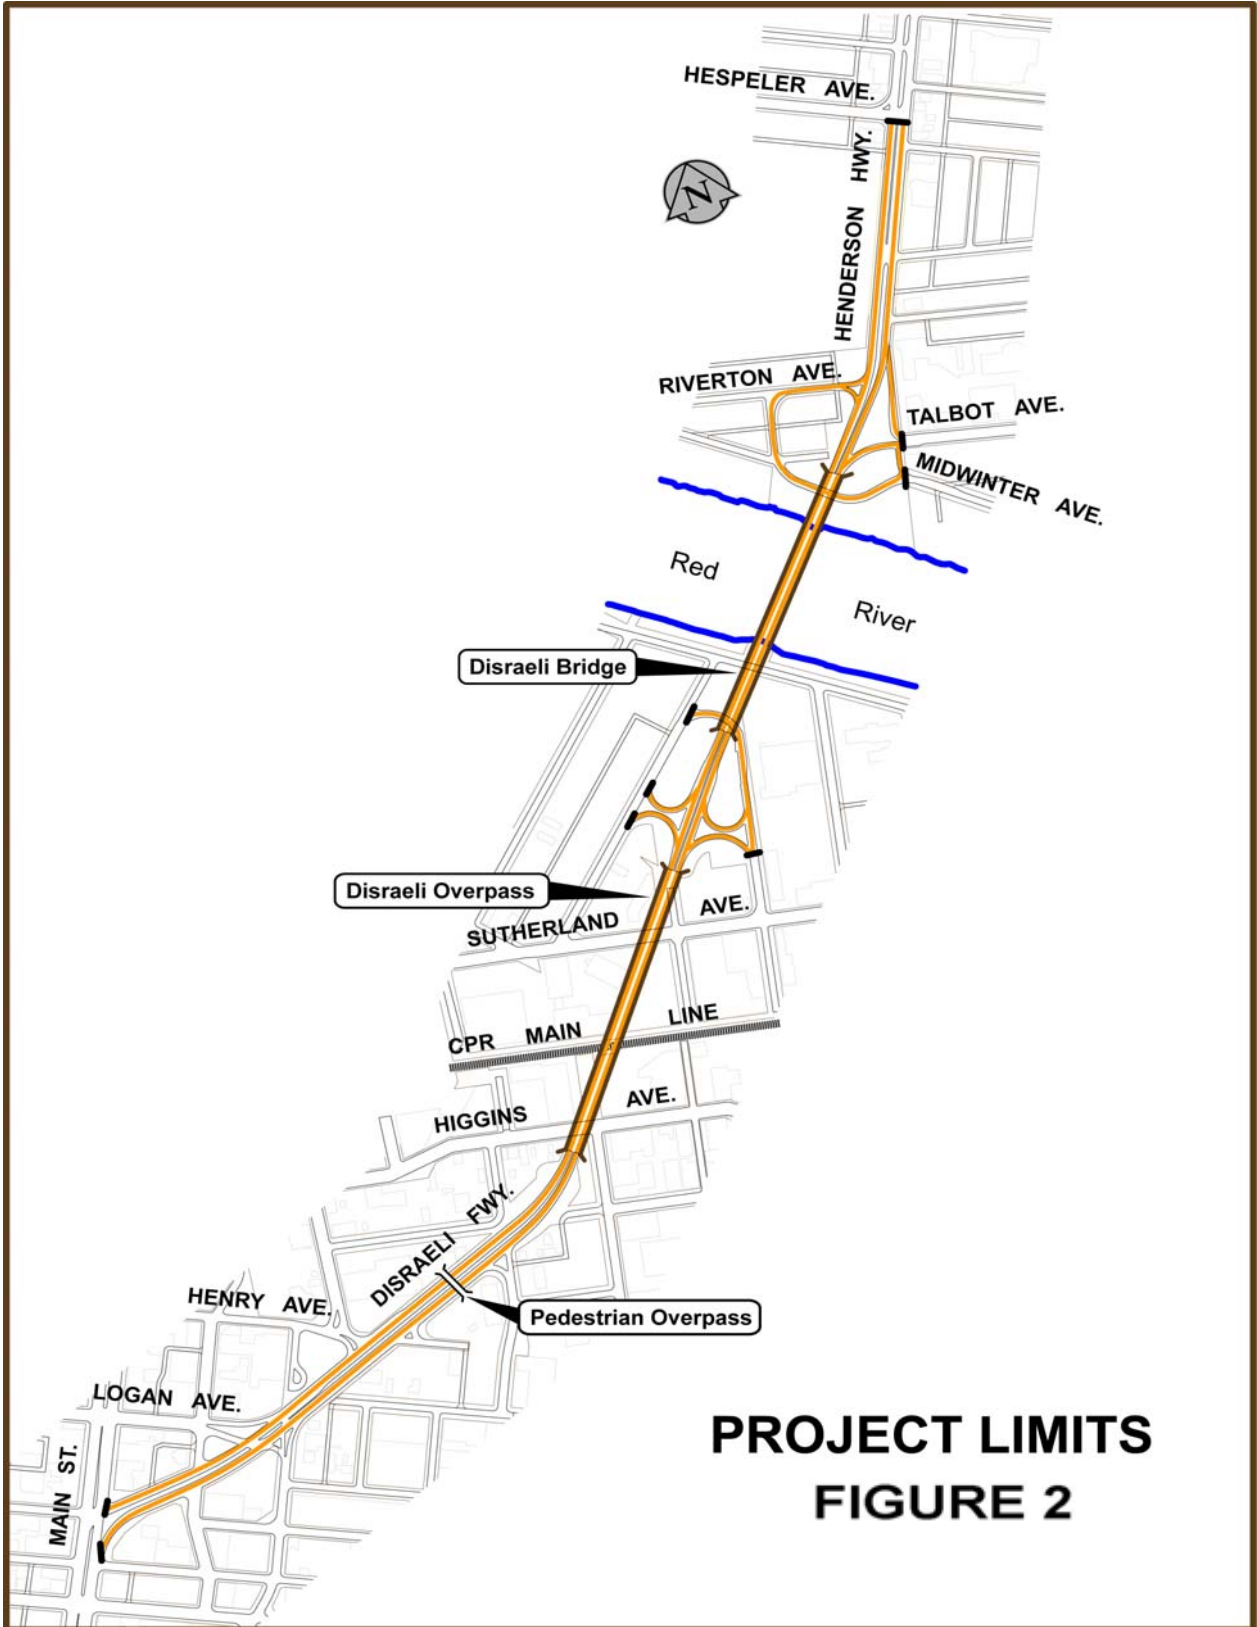 HESPELER AVE.
HENDERSON HWY.
N
RIVERTON AVE.
TALBOT AVE.
MIDWINTER AVE.
Red
River
Disraeli Bridge
Disraeli Overpass
SUTHERLAND AVE.
CPR MAIN LINE
HIGGINS AVE.
DISRAELI FWY.
HENRY AVE.
Pedestrian Overpass
LOGAN AVE.
MAIN ST.
PROJECT LIMITS
FIGURE 2